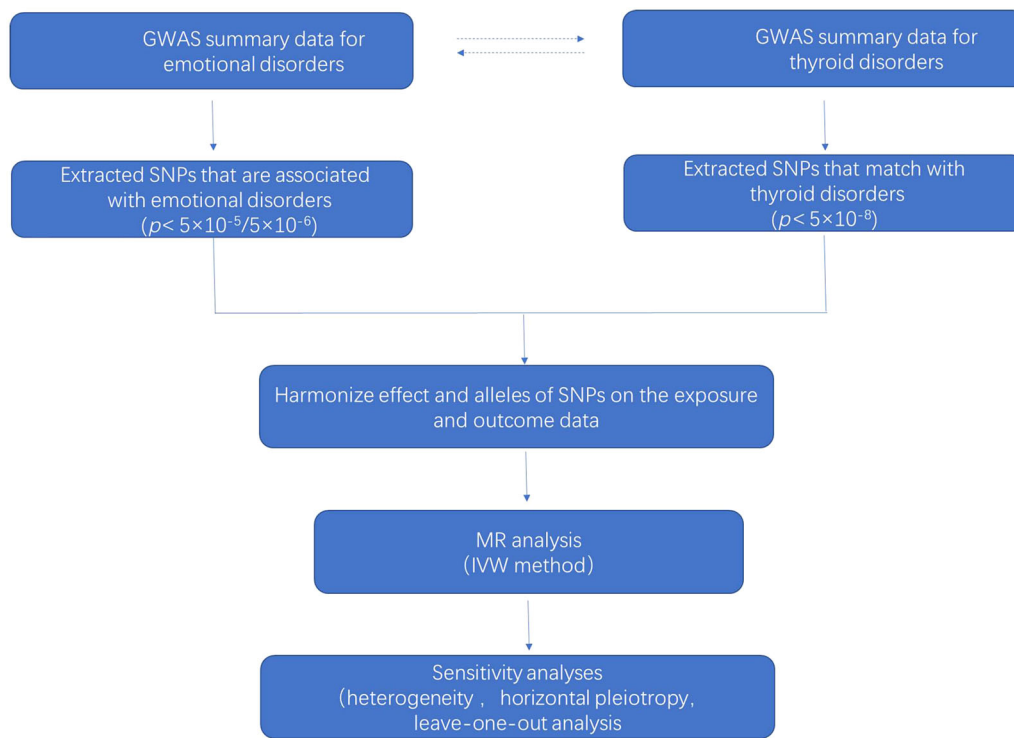 GWAS summary data for
emotional disorders
GWAS summary data for
thyroid disorders
Extracted SNPs that are associated
with emotional disorders
(p< 5×10⁻⁵/5×10⁻⁶)
Extracted SNPs that match with
thyroid disorders
(p< 5×10⁻⁸)
Harmonize effect and alleles of SNPs on the exposure
and outcome data
MR analysis
(IVW method)
Sensitivity analyses
(heterogeneity , horizontal pleiotropy,
leave-one-out analysis